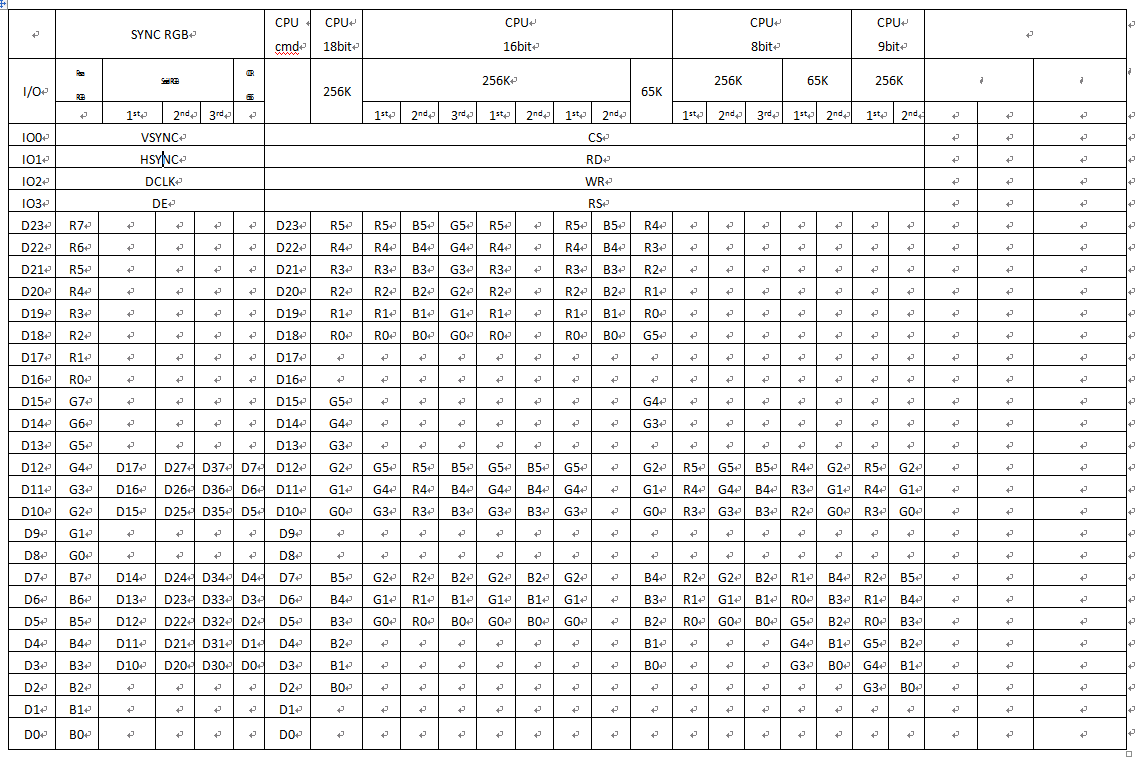 SYNC RGB CPU cmd CPU 18bit CPU 16bit CPU 8bit CPU 9bit
I/O RGB 256K 256K 65K 256K 65K 256K
1st 2nd 3rd 1st 2nd 3rd 1st 2nd 1st 2nd 1st 2nd 3rd 1st 2nd 1st 2nd
IO0 VSYNC CS
IO1 HSYNC RD
IO2 DCLK WR
IO3 DE RS
D23 R7 D23 R5 R5 B5 G5 R5 R5 B5 R4
D22 R6 D22 R4 R4 B4 G4 R4 R4 B4 R3
D21 R5 D21 R3 R3 B3 G3 R3 R3 B3 R2
D20 R4 D20 R2 R2 B2 G2 R2 R2 B2 R1
D19 R3 D19 R1 R1 B1 G1 R1 R1 B1 R0
D18 R2 D18 R0 R0 B0 G0 R0 R0 B0 G5
D17 R1 D17
D16 R0 D16
D15 G7 D15 G5 G4
D14 G6 D14 G4 G3
D13 G5 D13 G3
D12 G4 D17 D27 D37 D7 D12 G2 G5 R5 B5 G5 B5 G5 G2 R5 G5 B5 R4 G2 R5 G2
D11 G3 D16 D26 D36 D6 D11 G1 G4 R4 B4 G4 B4 G4 G1 R4 G4 B4 R3 G1 R4 G1
D10 G2 D15 D25 D35 D5 D10 G0 G3 R3 B3 G3 B3 G3 G0 R3 G3 B3 R2 G0 R3 G0
D9 G1 D9
D8 G0 D8
D7 B7 D14 D24 D34 D4 D7 B5 G2 R2 B2 G2 B2 G2 B4 R2 G2 B2 R1 B4 R2 B5
D6 B6 D13 D23 D33 D3 D6 B4 G1 R1 B1 G1 B1 G1 B3 R1 G1 B1 R0 B3 R1 B4
D5 B5 D12 D22 D32 D2 D5 B3 G0 R0 B0 G0 B0 G0 B2 R0 G0 B0 G5 B2 R0 B3
D4 B4 D11 D21 D31 D1 D4 B2 B1 G4 B1 G5 B2
D3 B3 D10 D20 D30 D0 D3 B1 B0 G3 B0 G4 B1
D2 B2 D2 B0 G3 B0
D1 B1 D1
D0 B0 D0